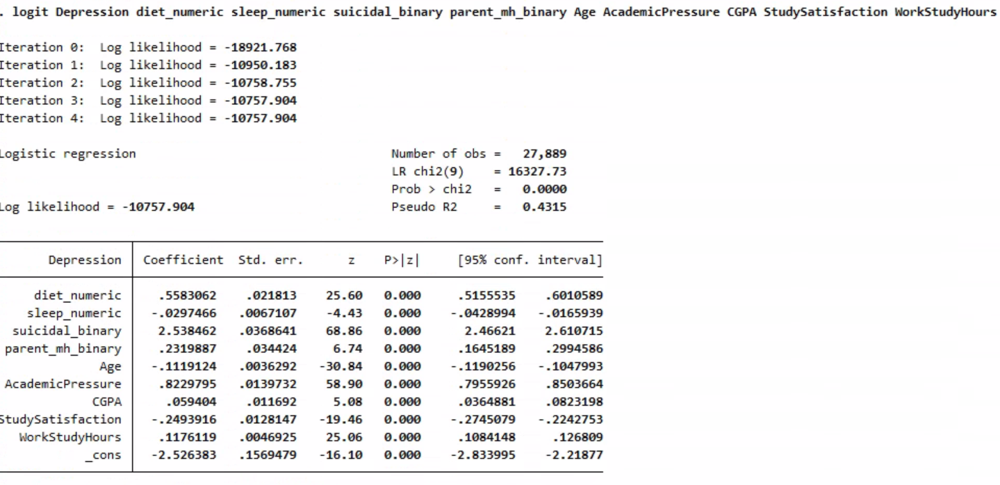 . logit Depression diet_numeric sleep_numeric suicidal_binary parent_mh_binary Age AcademicPressure CGPA StudySatisfaction WorkStudyHours
Iteration 0: Log likelihood = -18921.768
Iteration 1: Log likelihood = -10950.183
Iteration 2: Log likelihood = -10758.755
Iteration 3: Log likelihood = -10757.904
Iteration 4: Log likelihood = -10757.904
Logistic regression Number of obs = 27,889
LR chi2(9) = 16327.73
Prob > chi2 = 0.0000
Log likelihood = -10757.904 Pseudo R2 = 0.4315
Depression Coefficient Std. err. z P>|z| [95% conf. interval]
diet_numeric .5583062 .021813 25.60 0.000 .5155535 .6010589
sleep_numeric -.0297466 .0067107 -4.43 0.000 -.0428994 -.0165939
suicidal_binary 2.538462 .0368641 68.86 0.000 2.46621 2.610715
parent_mh_binary .2319887 .034424 6.74 0.000 .1645189 .2994586
Age -.1119124 .0036292 -30.84 0.000 -.1190256 -.1047993
AcademicPressure .8229795 .0139732 58.90 0.000 .7955926 .8503664
CGPA .059404 .011692 5.08 0.000 .0364881 .0823198
StudySatisfaction -.2493916 .0128147 -19.46 0.000 -.2745079 -.2242753
WorkStudyHours .1176119 .0046925 25.06 0.000 .1084148 .126809
_cons -2.526383 .1569479 -16.10 0.000 -2.833995 -2.21877